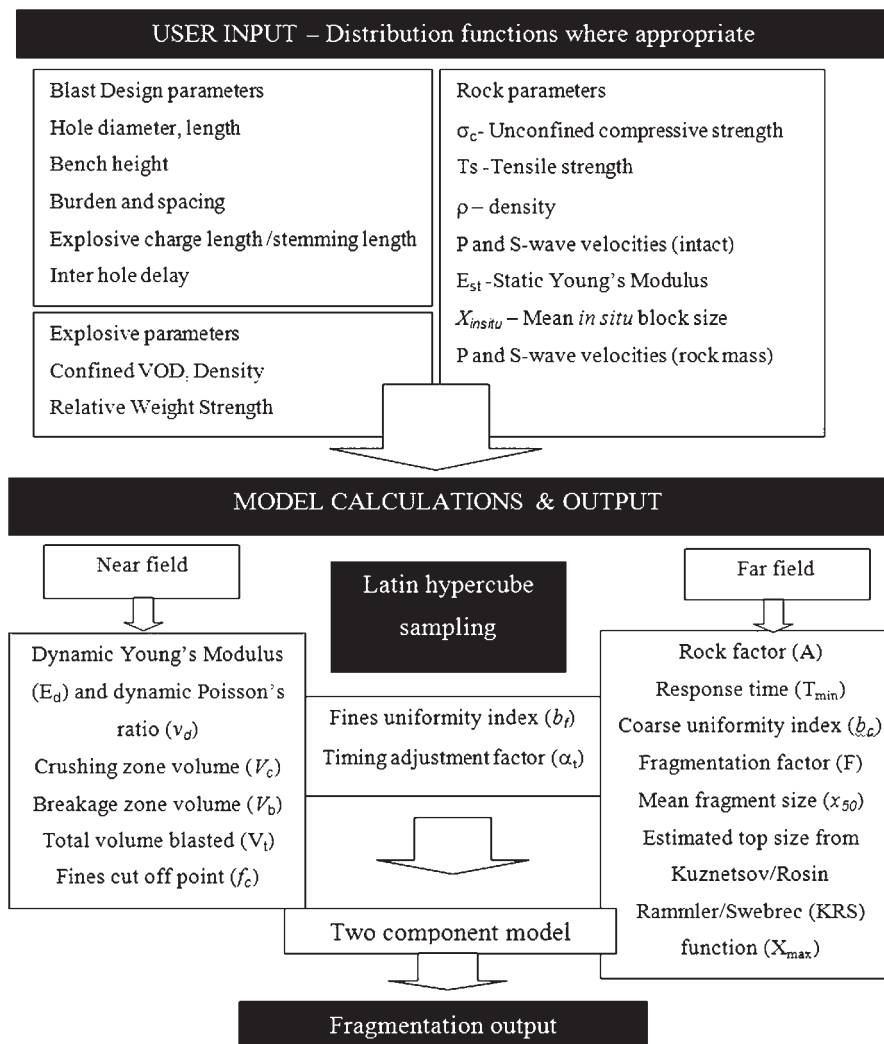 USER INPUT – Distribution functions where appropriate
Blast Design parameters
Hole diameter, length
Bench height
Burden and spacing
Explosive charge length /stemming length
Inter hole delay
Explosive parameters
Confined VOD, Density
Relative Weight Strength
Rock parameters
σc- Unconfined compressive strength
Ts -Tensile strength
ρ – density
P and S-wave velocities (intact)
Est -Static Young's Modulus
Xinsitu – Mean in situ block size
P and S-wave velocities (rock mass)
MODEL CALCULATIONS & OUTPUT
Near field
Dynamic Young's Modulus
(Ed) and dynamic Poisson's
ratio (νd)
Crushing zone volume (Vc)
Breakage zone volume (Vb)
Total volume blasted (Vt)
Fines cut off point (fc)
Latin hypercube
sampling
Fines uniformity index (bf)
Timing adjustment factor (αt)
Far field
Rock factor (A)
Response time (Tmin)
Coarse uniformity index (bc)
Fragmentation factor (F)
Mean fragment size (x50)
Estimated top size from
Kuznetsov/Rosin
Rammler/Swebrec (KRS)
function (Xmax)
Two component model
Fragmentation output